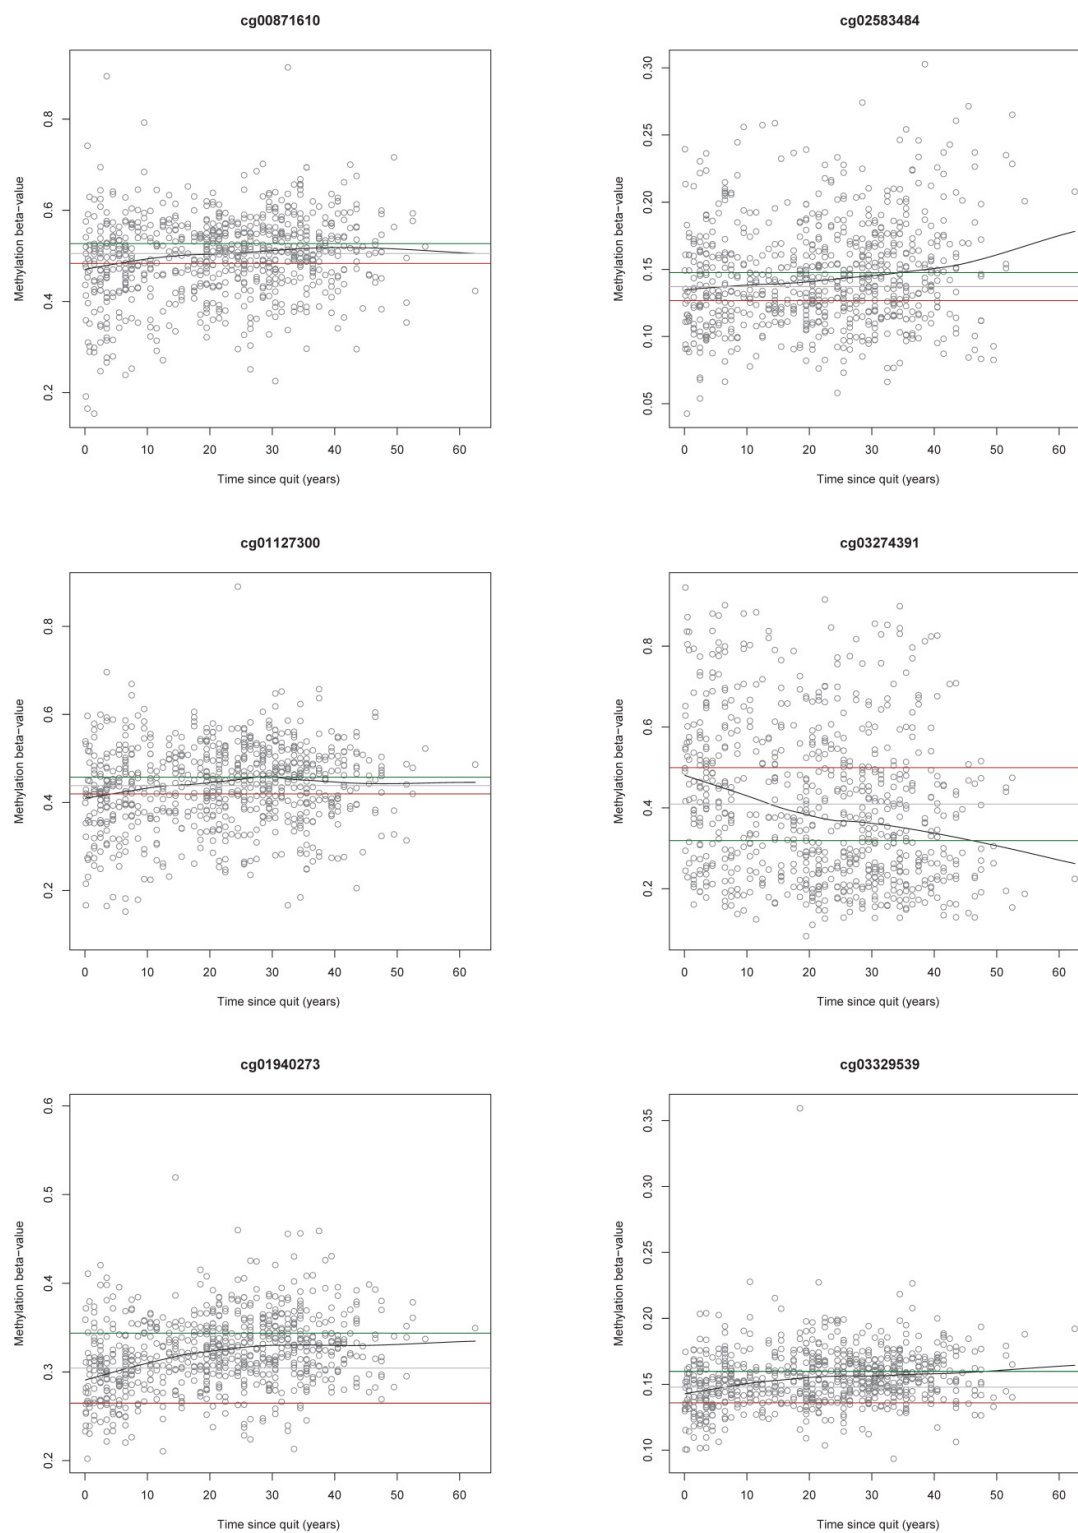 cg00871610
Methylation beta−value
0.2 0.4 0.6 0.8
0 10 20 30 40 50 60
Time since quit (years)
cg02583484
Methylation beta−value
0.05 0.10 0.15 0.20 0.25 0.30
0 10 20 30 40 50 60
Time since quit (years)
cg01127300
Methylation beta−value
0.2 0.4 0.6 0.8
0 10 20 30 40 50 60
Time since quit (years)
cg03274391
Methylation beta−value
0.2 0.4 0.6 0.8
0 10 20 30 40 50 60
Time since quit (years)
cg01940273
Methylation beta−value
0.2 0.3 0.4 0.5 0.6
0 10 20 30 40 50 60
Time since quit (years)
cg03329539
Methylation beta−value
0.10 0.15 0.20 0.25 0.30 0.35
0 10 20 30 40 50 60
Time since quit (years)